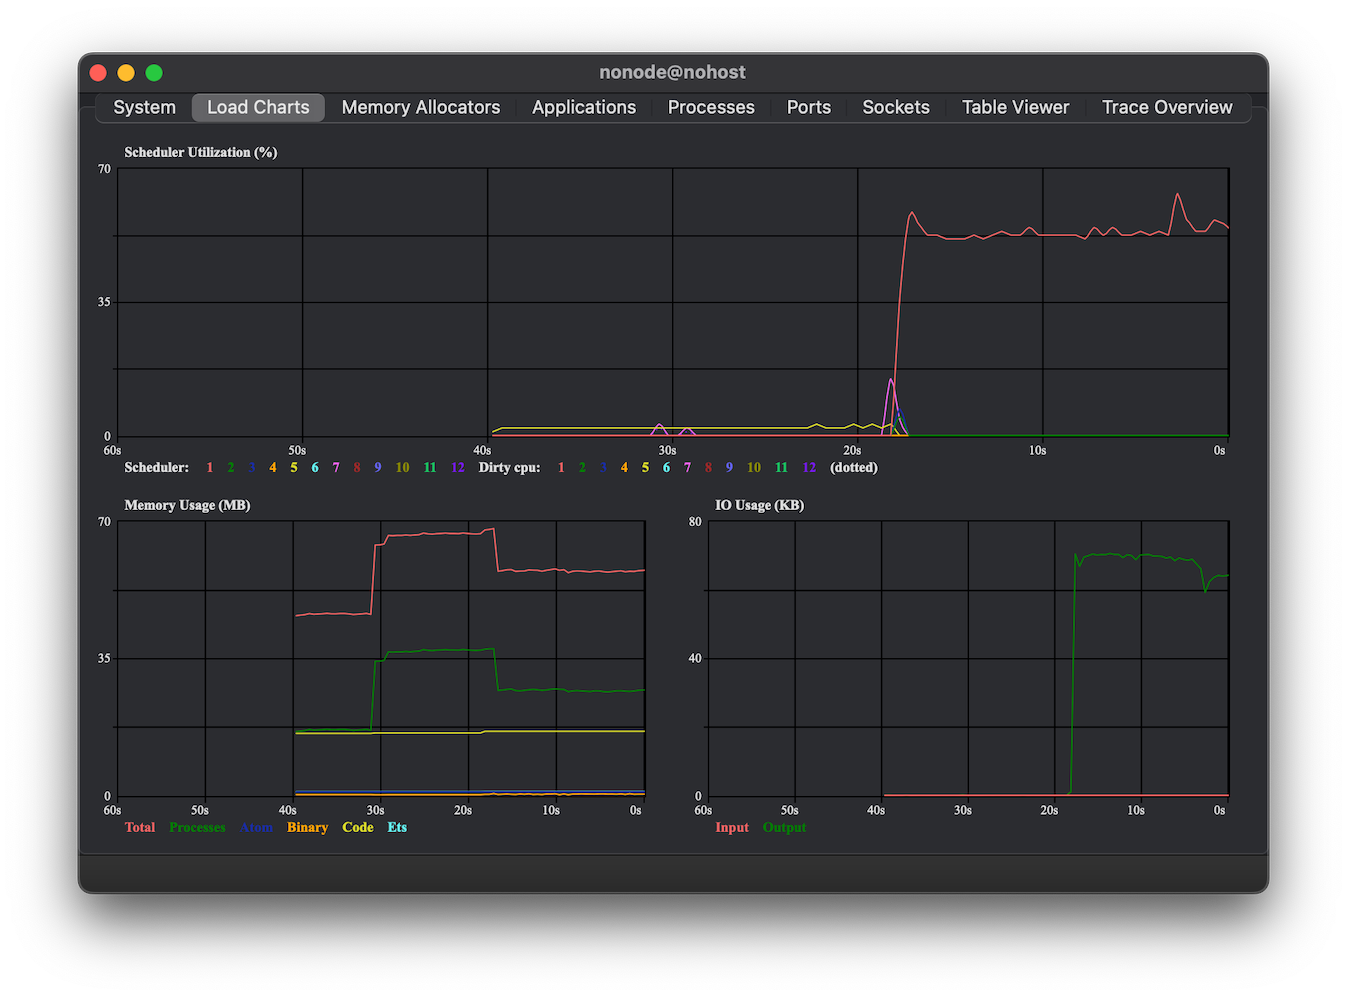 nonode@nohost
System Load Charts Memory Allocators Applications Processes Ports Sockets Table Viewer Trace Overview
Scheduler Utilization (%)
70
35
0
60s 50s 40s 30s 20s 10s 0s
Scheduler: 1 2 3 4 5 6 7 8 9 10 11 12 Dirty cpu: 1 2 3 4 5 6 7 8 9 10 11 12 (dotted)
Memory Usage (MB)
70
35
0
60s 50s 40s 30s 20s 10s 0s
Total Processes Atom Binary Code Ets
IO Usage (KB)
80
40
0
60s 50s 40s 30s 20s 10s 0s
Input Output